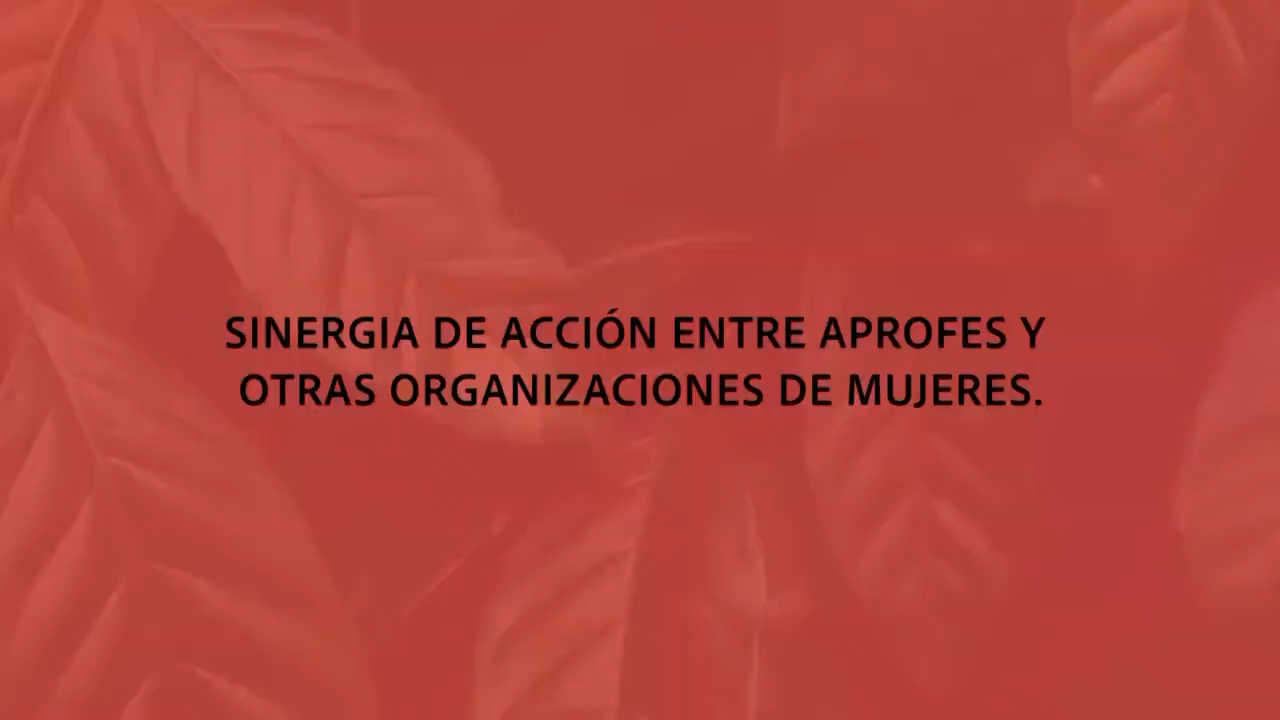 SINERGIA DE ACCIÓN ENTRE APROFES Y
OTRAS ORGANIZACIONES DE MUJERES.